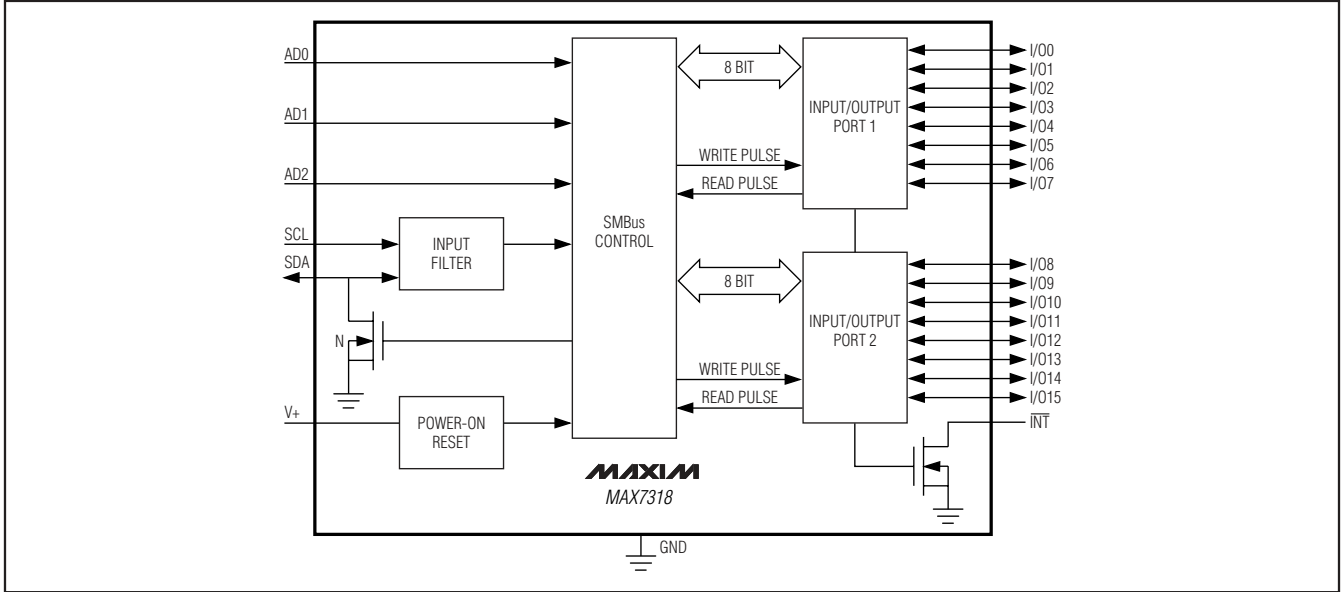 AD0
AD1
AD2
SCL
SDA
N
V+
INPUT
FILTER
POWER-ON
RESET
SMBus
CONTROL
8 BIT
WRITE PULSE
READ PULSE
8 BIT
WRITE PULSE
READ PULSE
INPUT/OUTPUT
PORT 1
INPUT/OUTPUT
PORT 2
I/O0
I/O1
I/O2
I/O3
I/O4
I/O5
I/O6
I/O7
I/O8
I/O9
I/O10
I/O11
I/O12
I/O13
I/O14
I/O15
INT
MAXIM
MAX7318
GND